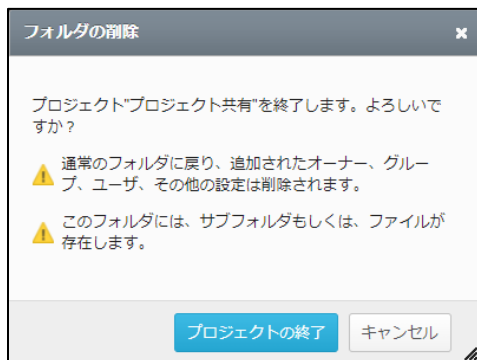 フォルダの削除
プロジェクト"プロジェクト共有"を終了します。よろしいで
すか?
通常のフォルダに戻り、追加されたオーナー、グルー
プ、ユーザ、その他の設定は削除されます。
このフォルダには、サブフォルダもしくは、ファイルが
存在します。
プロジェクトの終了 キャンセル